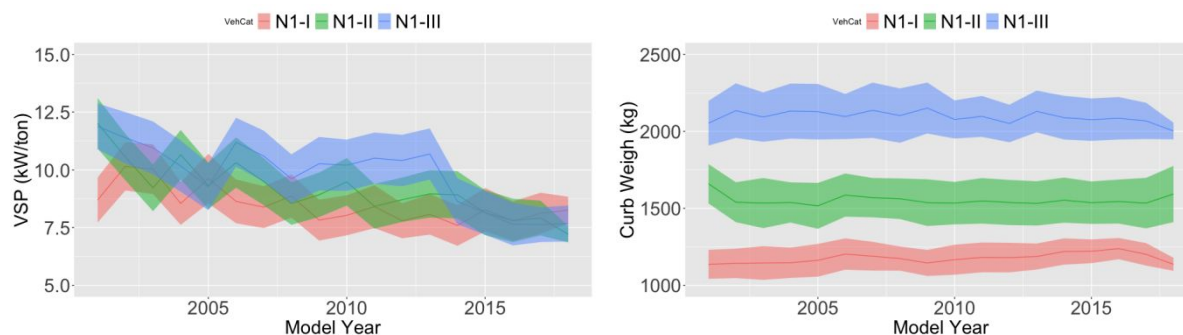 VehCat N1-I N1-II N1-III
15.0
12.5
10.0
7.5
5.0
VSP (kW/ton)
2005 2010 2015
Model Year
VehCat N1-I N1-II N1-III
2500
2000
1500
1000
Curb Weigh (kg)
2005 2010 2015
Model Year